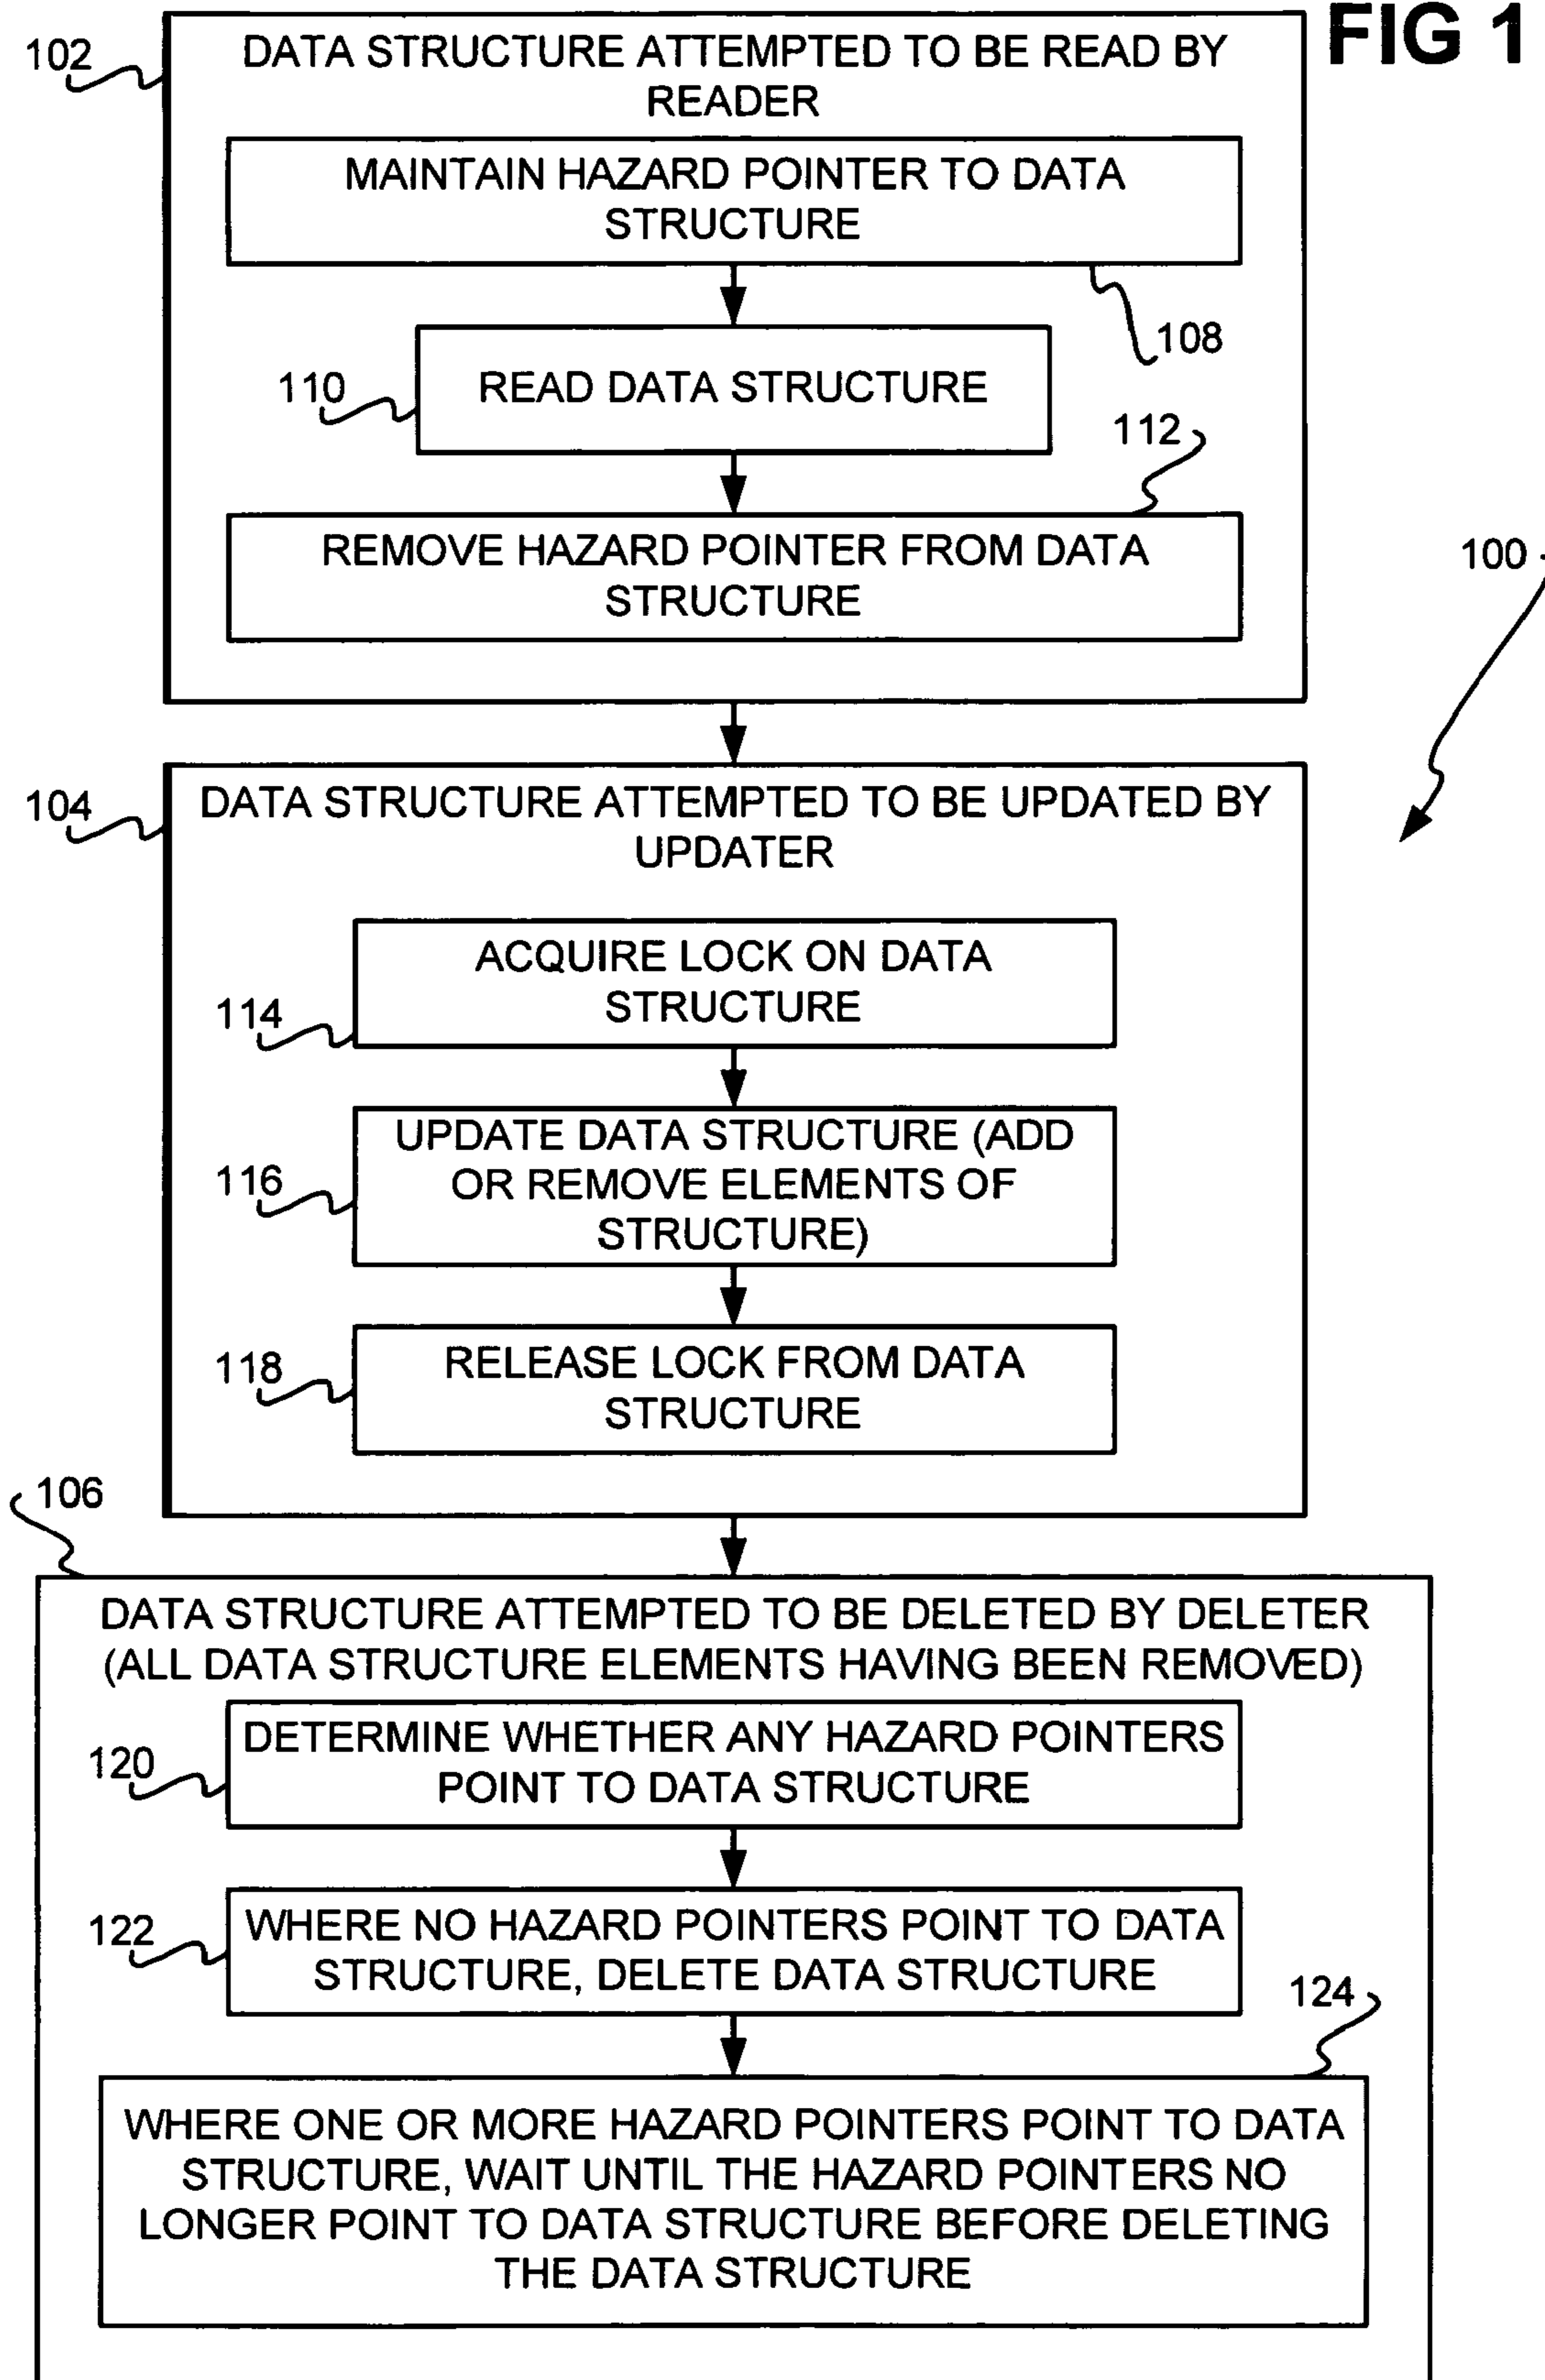 FIG 1
102
DATA STRUCTURE ATTEMPTED TO BE READ BY
READER
MAINTAIN HAZARD POINTER TO DATA
STRUCTURE
108
110
READ DATA STRUCTURE
112
REMOVE HAZARD POINTER FROM DATA
STRUCTURE
100
104
DATA STRUCTURE ATTEMPTED TO BE UPDATED BY
UPDATER
ACQUIRE LOCK ON DATA
STRUCTURE
114
UPDATE DATA STRUCTURE (ADD
OR REMOVE ELEMENTS OF
STRUCTURE)
116
RELEASE LOCK FROM DATA
STRUCTURE
118
106
DATA STRUCTURE ATTEMPTED TO BE DELETED BY DELETER
(ALL DATA STRUCTURE ELEMENTS HAVING BEEN REMOVED)
DETERMINE WHETHER ANY HAZARD POINTERS
POINT TO DATA STRUCTURE
120
WHERE NO HAZARD POINTERS POINT TO DATA
STRUCTURE, DELETE DATA STRUCTURE
122
124
WHERE ONE OR MORE HAZARD POINTERS POINT TO DATA
STRUCTURE, WAIT UNTIL THE HAZARD POINTERS NO
LONGER POINT TO DATA STRUCTURE BEFORE DELETING
THE DATA STRUCTURE